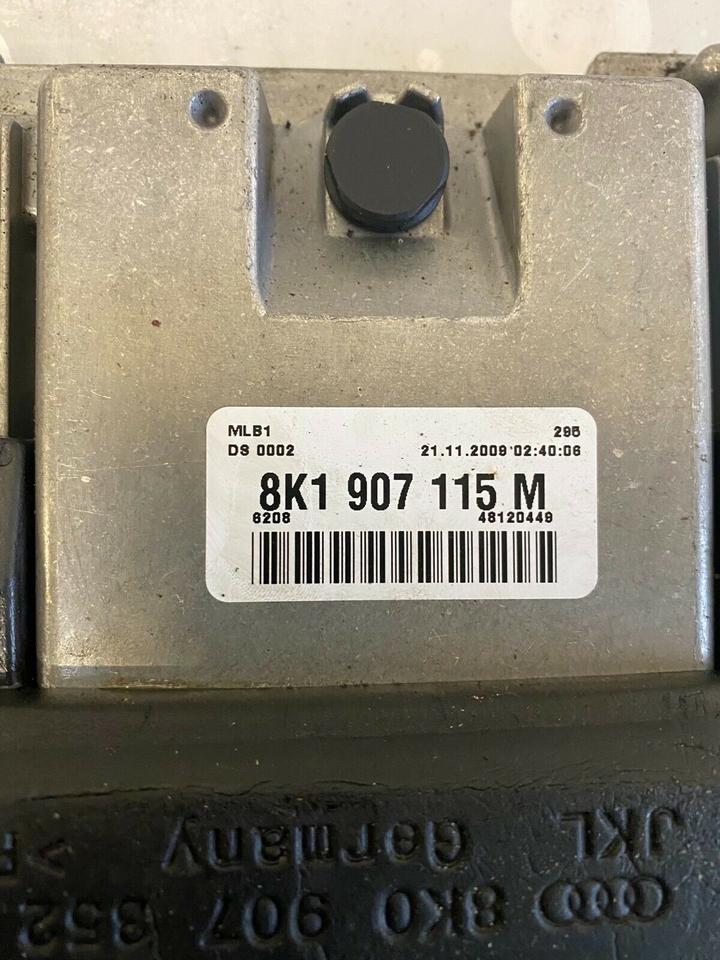 MLB1 295
DS 0002 21.11.2009 02:40:06
8K1 907 115 M
6208 48120449
JKL Germany >P
8K0 907 352